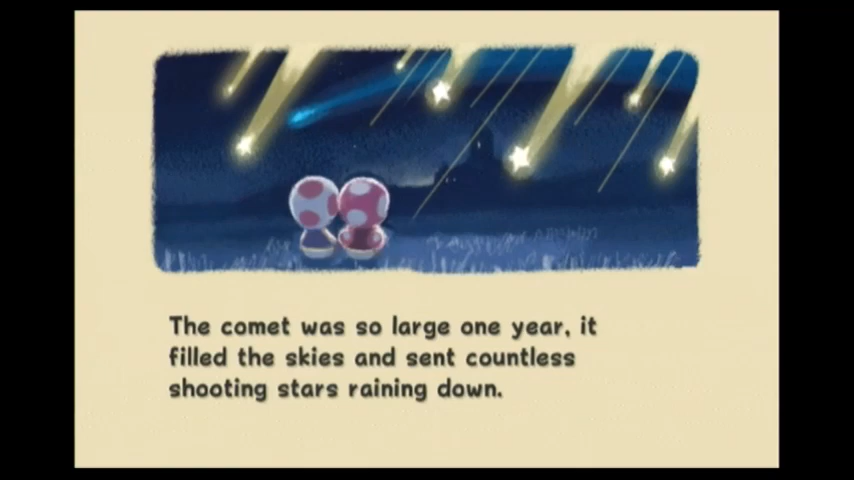 The comet was so large one year, it
filled the skies and sent countless
shooting stars raining down.